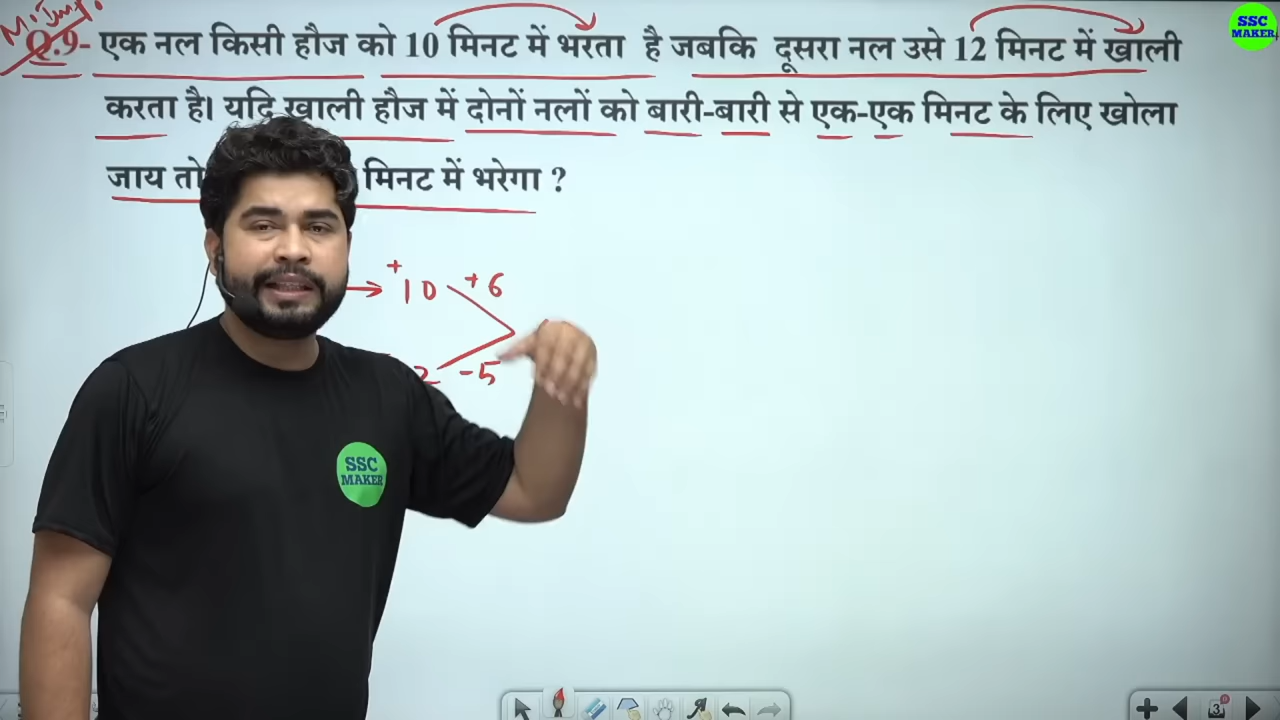 M. Imp.
Q.9- एक नल किसी हौज को 10 मिनट में भरता है जबकि दूसरा नल उसे 12 मिनट में खाली
करता है। यदि खाली हौज में दोनों नलों को बारी-बारी से एक-एक मिनट के लिए खोला
जाय तो मिनट में भरेगा ?
+10 +6
2 -5
SSC MAKER
SSC
MAKER